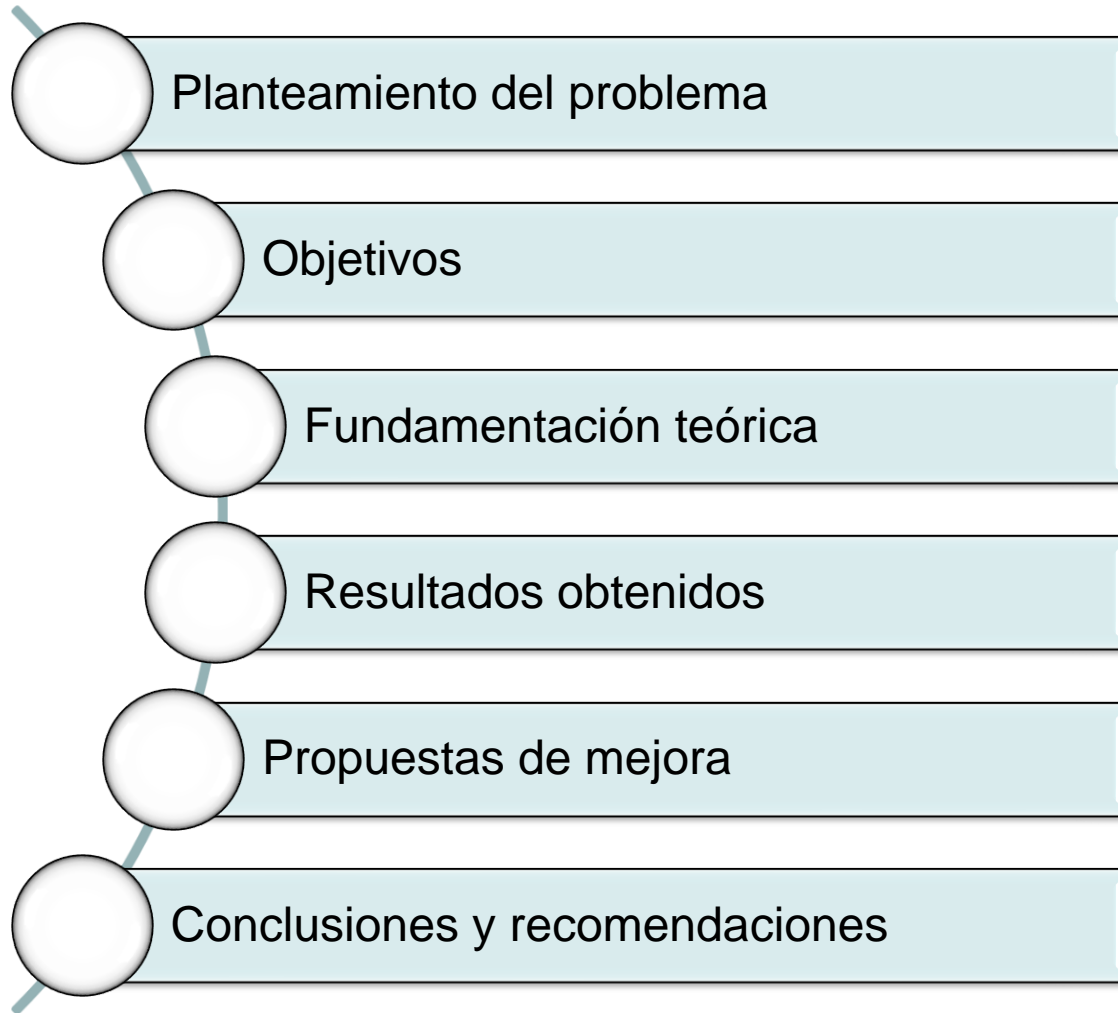 Planteamiento del problema
Objetivos
Fundamentación teórica
Resultados obtenidos
Propuestas de mejora
Conclusiones y recomendaciones